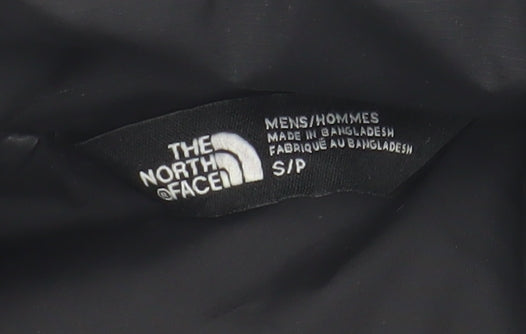 THE
NORTH
®FACE
MENS/HOMMES
MADE IN BANGLADESH
FABRIQUÉ AU BANGLADESH
S/P